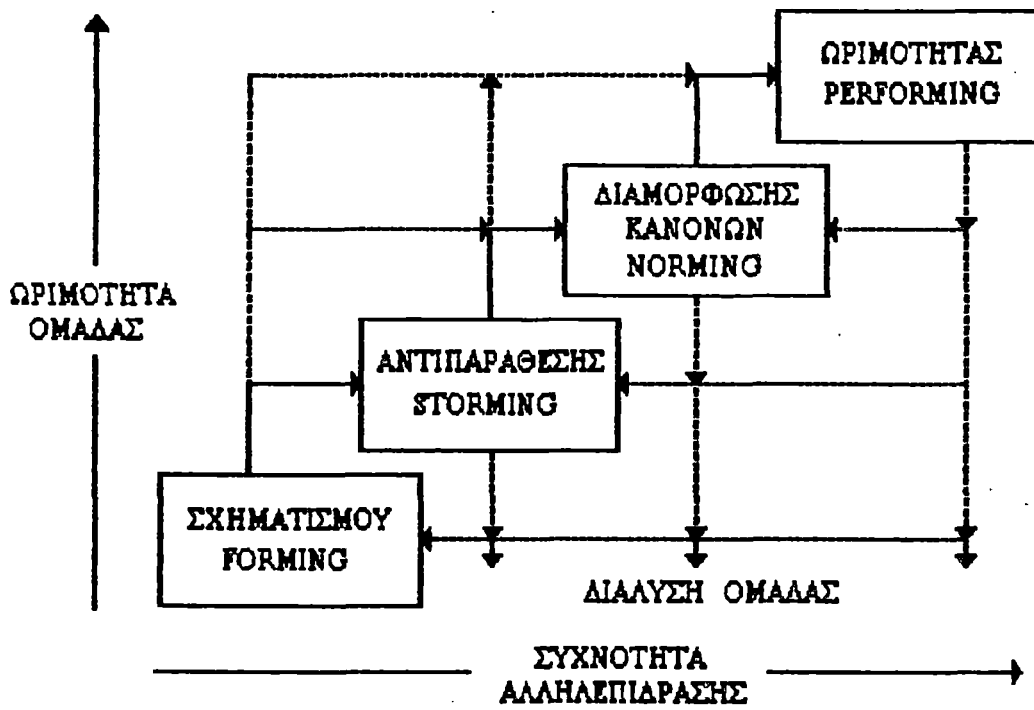 ΩΡΙΜΟΤΗΤΑΣ
PERFORMING
ΔΙΑΜΟΡΦΩΣΗΣ
ΚΑΝΟΝΩΝ
NORMING
ΩΡΙΜΟΤΗΤΑ
ΟΜΑΔΑΣ
ΑΝΤΙΠΑΡΑΘΕΣΗΣ
STORMING
ΣΧΗΜΑΤΙΣΜΟΥ
FORMING
ΔΙΑΛΥΣΗ ΟΜΑΔΑΣ
ΣΥΧΝΟΤΗΤΑ
ΑΛΛΗΛΕΠΙΔΡΑΣΗΣ